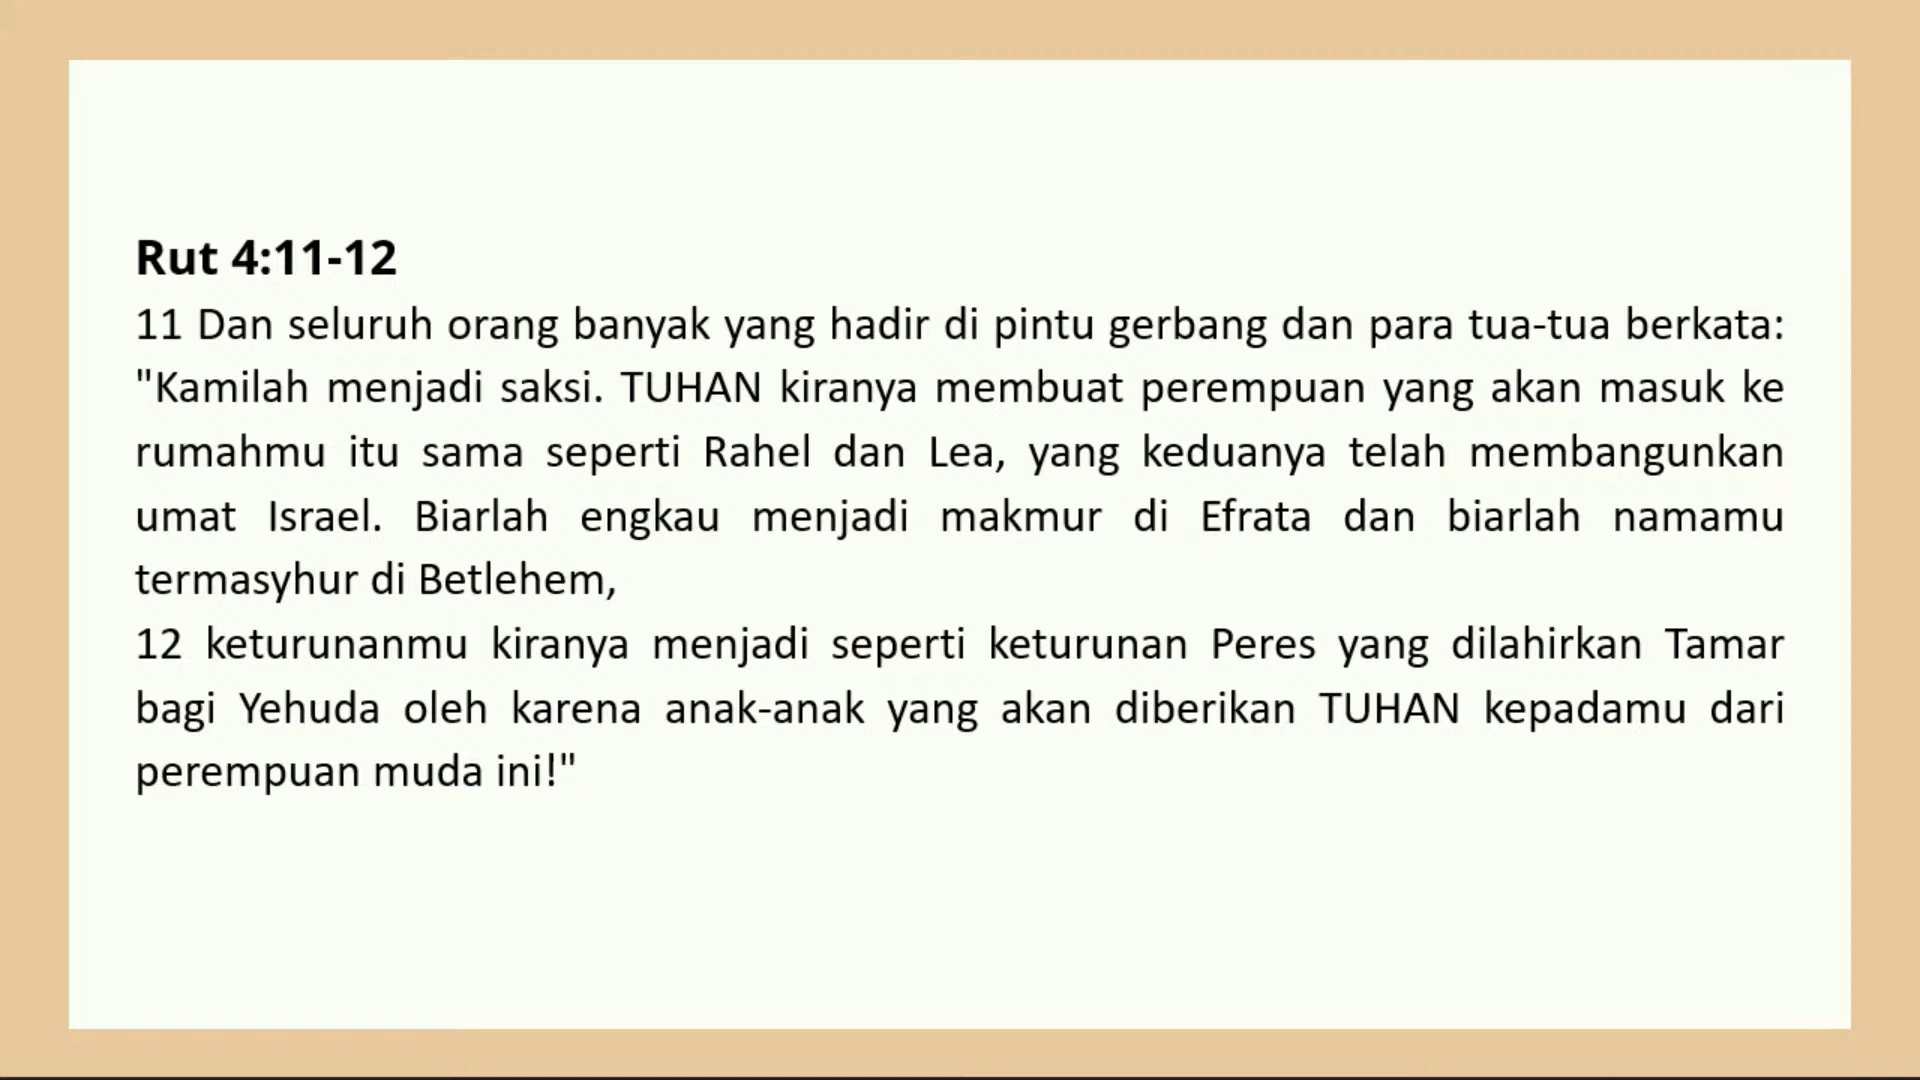 Rut 4:11-12
11 Dan seluruh orang banyak yang hadir di pintu gerbang dan para tua-tua berkata:
"Kamilah menjadi saksi. TUHAN kiranya membuat perempuan yang akan masuk ke
rumahmu itu sama seperti Rahel dan Lea, yang keduanya telah membangunkan
umat Israel. Biarlah engkau menjadi makmur di Efrata dan biarlah namamu
termasyhur di Betlehem,
12 keturunanmu kiranya menjadi seperti keturunan Peres yang dilahirkan Tamar
bagi Yehuda oleh karena anak-anak yang akan diberikan TUHAN kepadamu dari
perempuan muda ini!"